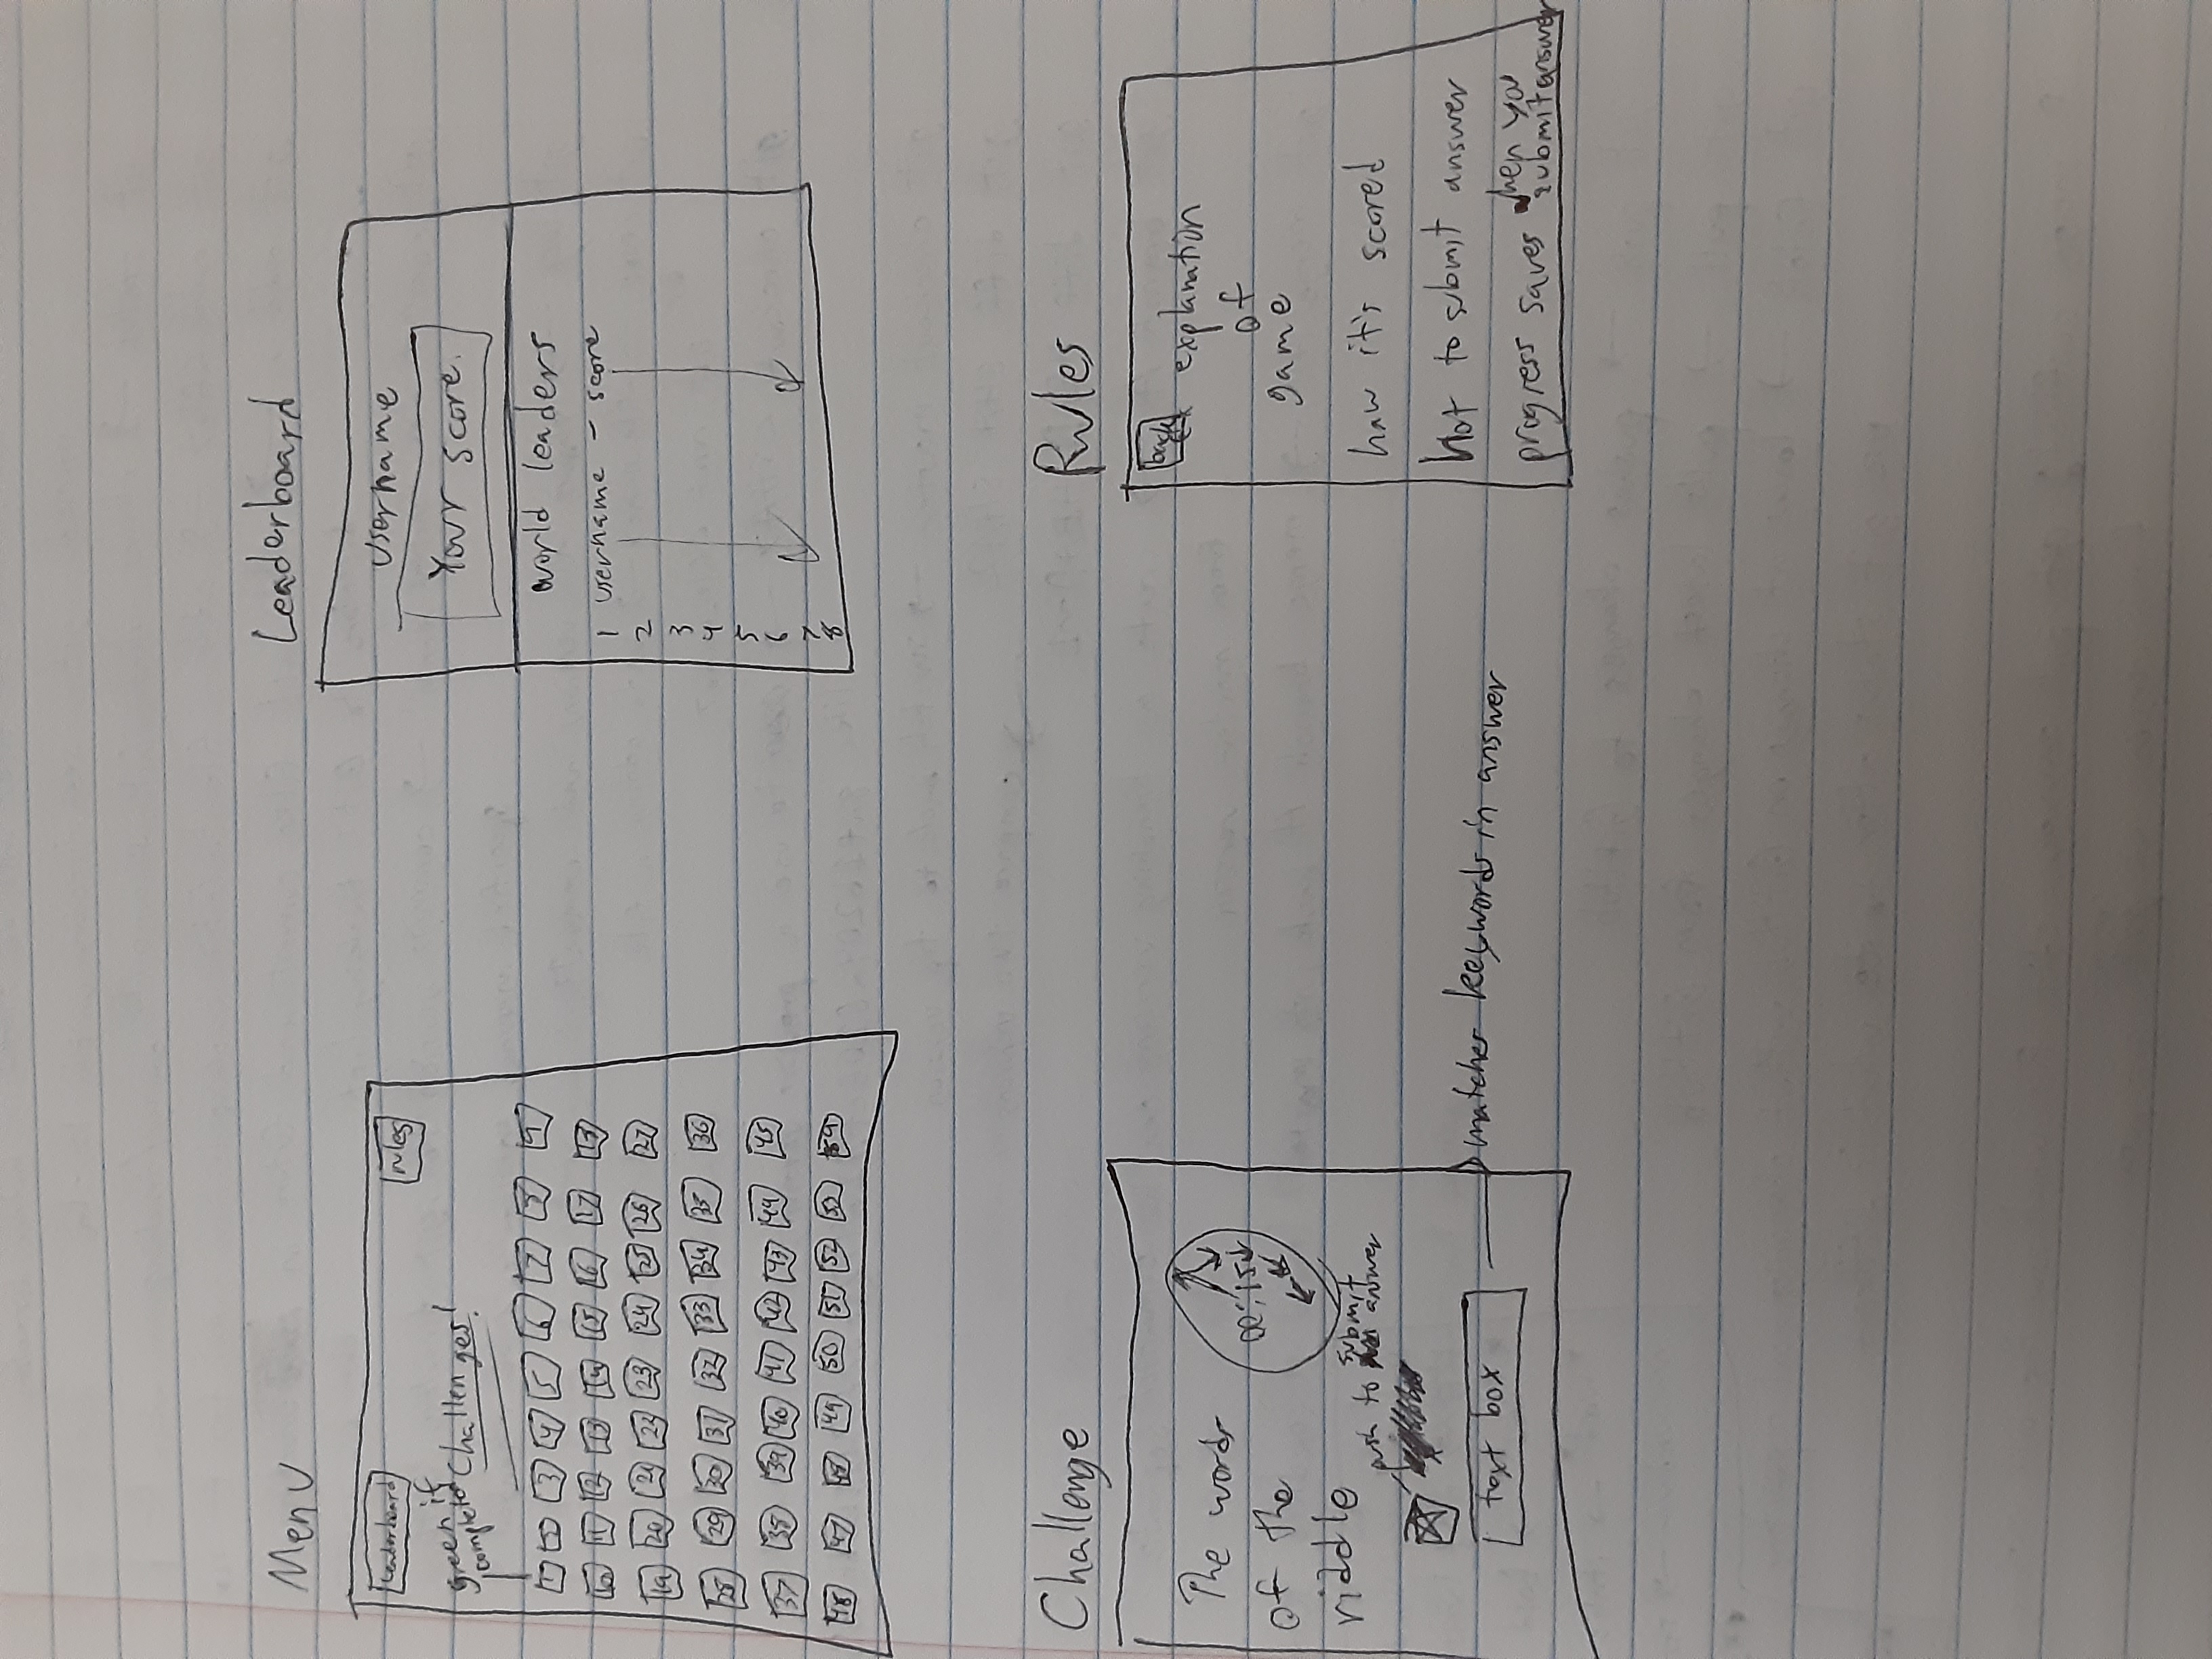 Menu
Leaderboard
rules
green if
completed
Challenges!
1 2 3 4 5 6 7 8 9
10 11 12 13 14 15 16 17 18
19 20 21 22 23 24 25 26 27
28 29 30 31 32 33 34 35 36
37 38 39 40 41 42 43 44 45
46 47 48 49 50 51 52 53 54
Leaderboard
username
Your score.
world leaders
1 username - score
2
3
4
5
6
7
8
Challenge
The words
of the
riddle
00:15
submit
push to answer
text box
matches keywords in answer
Rules
back
explanation
of
game
how it's scored
Hot to submit answer
progress saves when you
submit answer